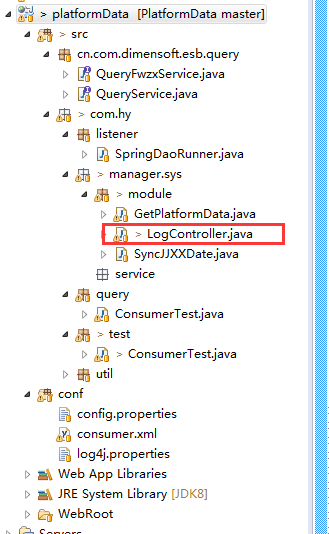 > platformData [PlatformData master]
> src
cn.com.dimensoft.esb.query
QueryFwzxService.java
QueryService.java
> com.hy
listener
SpringDaoRunner.java
> manager.sys
> module
GetPlatformData.java
> LogController.java
SyncJJXXDate.java
service
query
ConsumerTest.java
> test
> ConsumerTest.java
util
conf
config.properties
consumer.xml
log4j.properties
Web App Libraries
JRE System Library [JDK8]
WebRoot
Servers